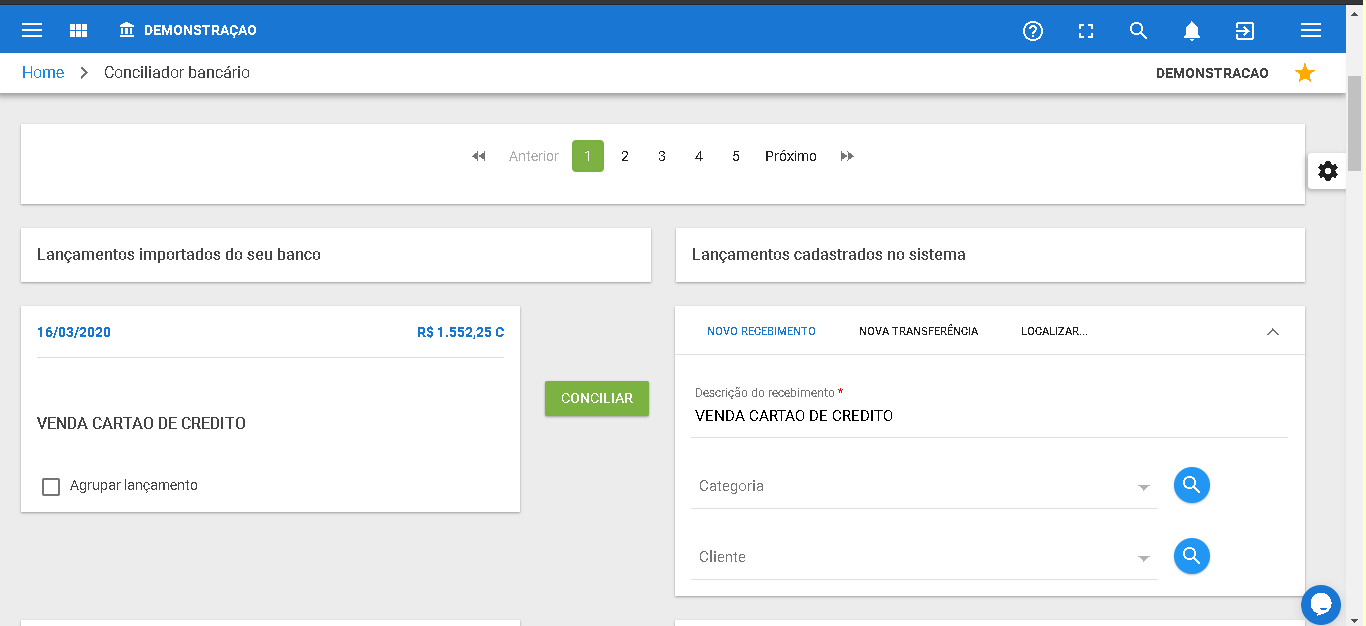 DEMONSTRAÇAO
Home > Conciliador bancário
DEMONSTRACAO
Anterior 1 2 3 4 5 Próximo
Lançamentos importados do seu banco
Lançamentos cadastrados no sistema
16/03/2020 R$ 1.552,25 C
VENDA CARTAO DE CREDITO
Agrupar lançamento
CONCILIAR
NOVO RECEBIMENTO NOVA TRANSFERÊNCIA LOCALIZAR...
Descrição do recebimento *
VENDA CARTAO DE CREDITO
Categoria
Cliente